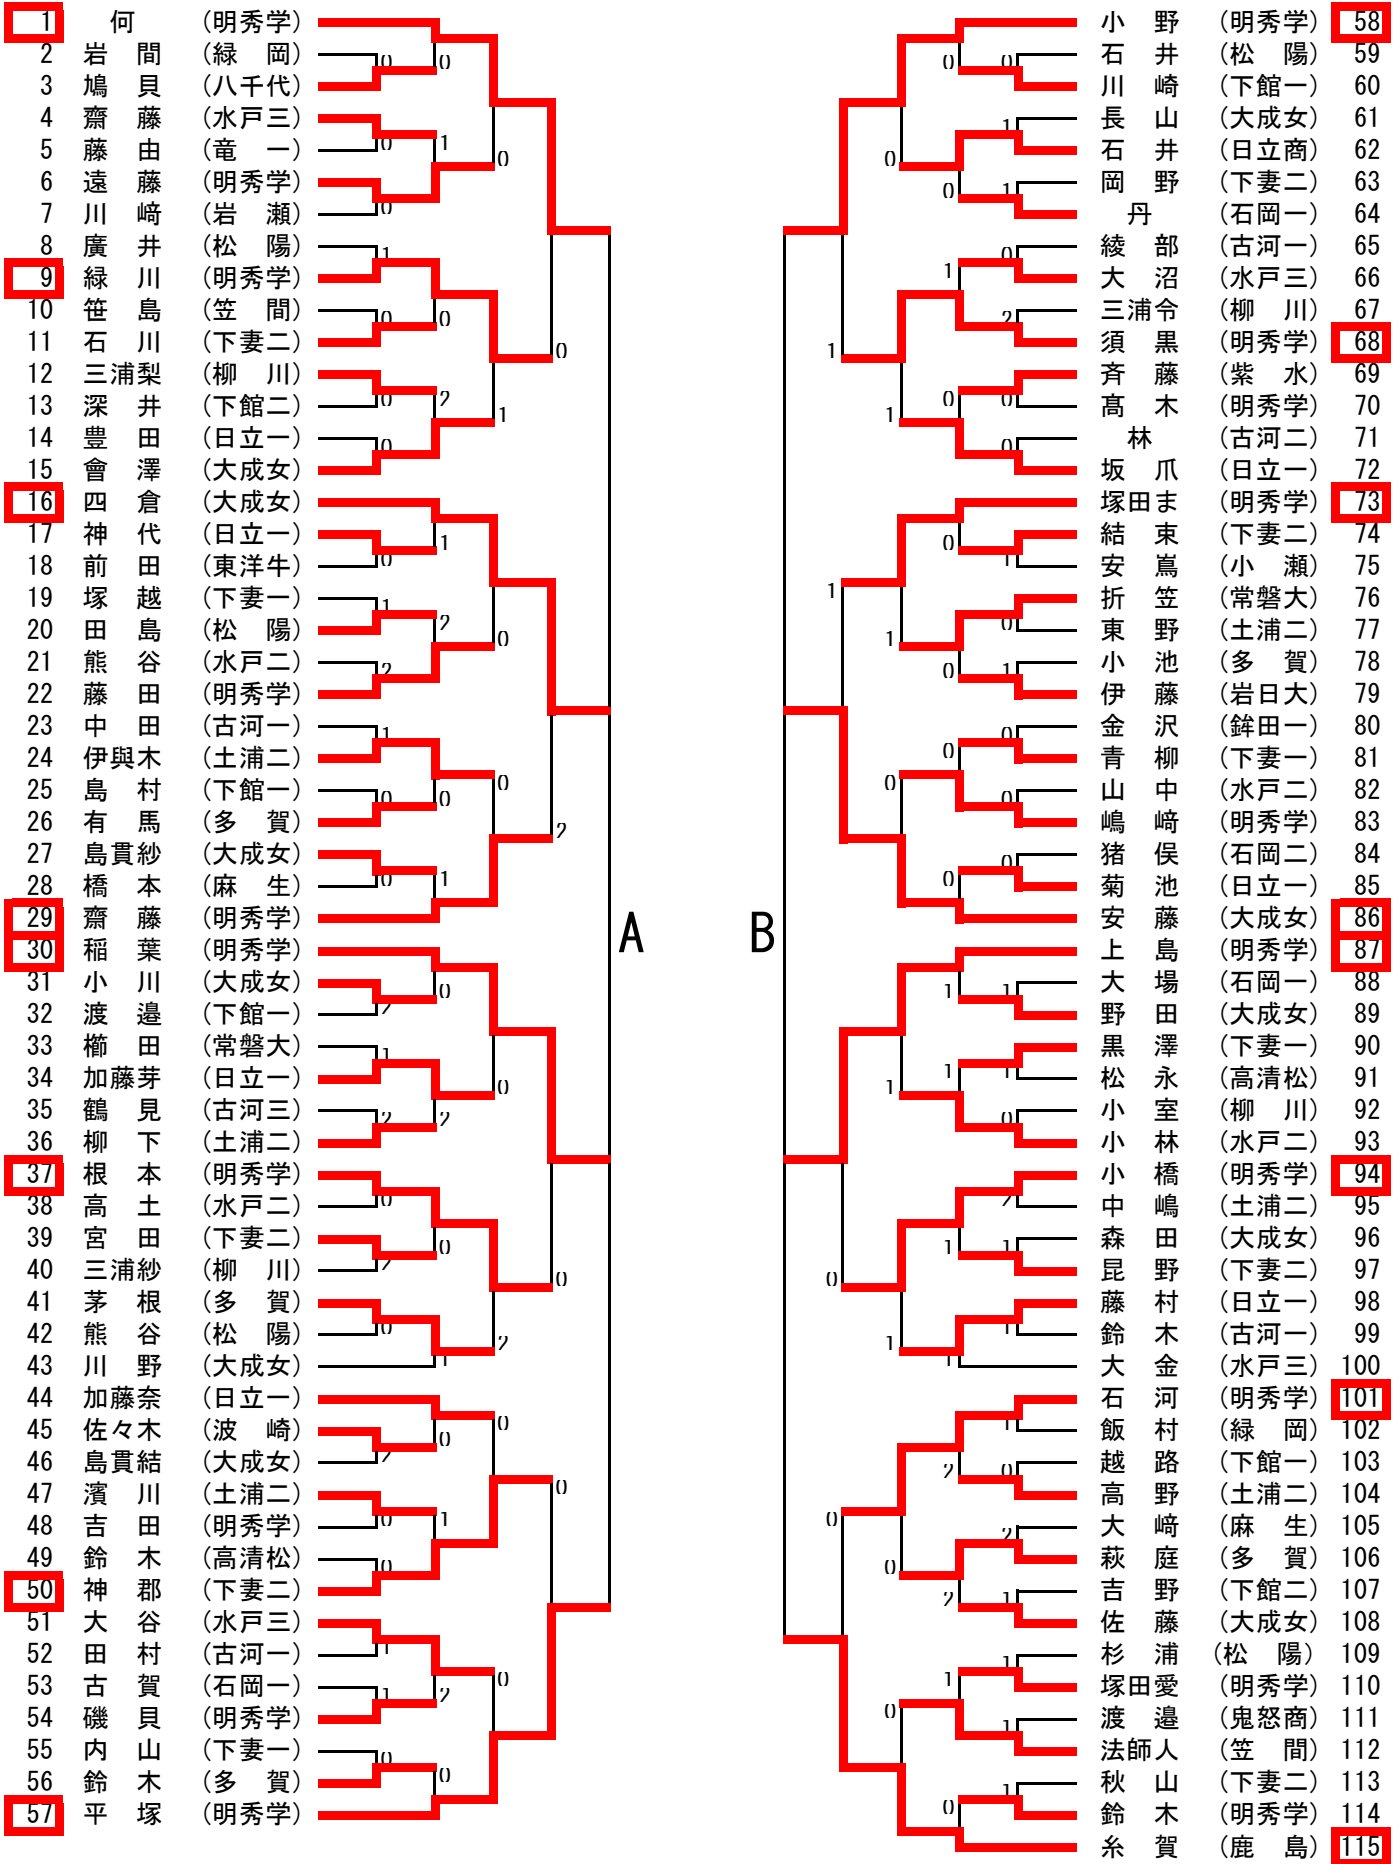 1 何 (明秀学)
2 岩間 (緑岡)
3 鳩貝 (八千代)
4 齋藤 (水戸三)
5 藤由 (竜一)
6 遠藤 (明秀学)
7 川﨑 (岩瀬)
8 廣井 (松陽)
9 緑川 (明秀学)
10 笹島 (笠間)
11 石川 (下妻二)
12 三浦梨 (柳川)
13 深井 (下館二)
14 豊田 (日立一)
15 會澤 (大成女)
16 四倉 (大成女)
17 神代 (日立一)
18 前田 (東洋牛)
19 塚越 (下妻一)
20 田島 (松陽)
21 熊谷 (水戸二)
22 藤田 (明秀学)
23 中田 (古河一)
24 伊與木 (土浦二)
25 島村 (下館一)
26 有馬 (多賀)
27 島貫紗 (大成女)
28 橋本 (麻生)
29 齋藤 (明秀学)
30 稲葉 (明秀学)
31 小川 (大成女)
32 渡邉 (下館一)
33 櫛田 (常磐大)
34 加藤芽 (日立一)
35 鶴見 (古河三)
36 柳下 (土浦二)
37 根本 (明秀学)
38 高土 (水戸二)
39 宮田 (下妻二)
40 三浦紗 (柳川)
41 茅根 (多賀)
42 熊谷 (松陽)
43 川野 (大成女)
44 加藤奈 (日立一)
45 佐々木 (波崎)
46 島貫結 (大成女)
47 濱川 (土浦二)
48 吉田 (明秀学)
49 鈴木 (高清松)
50 神郡 (下妻二)
51 大谷 (水戸三)
52 田村 (古河一)
53 古賀 (石岡一)
54 磯貝 (明秀学)
55 内山 (下妻一)
56 鈴木 (多賀)
57 平塚 (明秀学)
A B
小野 (明秀学) 58
石井 (松陽) 59
川崎 (下館一) 60
長山 (大成女) 61
石井 (日立商) 62
岡野 (下妻二) 63
丹 (石岡一) 64
綾部 (古河一) 65
大沼 (水戸三) 66
三浦令 (柳川) 67
須黒 (明秀学) 68
斉藤 (紫水) 69
髙木 (明秀学) 70
林 (古河二) 71
坂爪 (日立一) 72
塚田ま (明秀学) 73
結束 (下妻二) 74
安嶌 (小瀬) 75
折笠 (常磐大) 76
東野 (土浦二) 77
小池 (多賀) 78
伊藤 (岩日大) 79
金沢 (鉾田一) 80
青柳 (下妻一) 81
山中 (水戸二) 82
嶋﨑 (明秀学) 83
猪俣 (石岡二) 84
菊池 (日立一) 85
安藤 (大成女) 86
上島 (明秀学) 87
大場 (石岡一) 88
野田 (大成女) 89
黒澤 (下妻一) 90
松永 (高清松) 91
小室 (柳川) 92
小林 (水戸二) 93
小橋 (明秀学) 94
中嶋 (土浦二) 95
森田 (大成女) 96
昆野 (下妻二) 97
藤村 (日立一) 98
鈴木 (古河一) 99
大金 (水戸三) 100
石河 (明秀学) 101
飯村 (緑岡) 102
越路 (下館一) 103
高野 (土浦二) 104
大﨑 (麻生) 105
萩庭 (多賀) 106
吉野 (下館二) 107
佐藤 (大成女) 108
杉浦 (松陽) 109
塚田愛 (明秀学) 110
渡邉 (鬼怒商) 111
法師人 (笠間) 112
秋山 (下妻二) 113
鈴木 (明秀学) 114
糸賀 (鹿島) 115